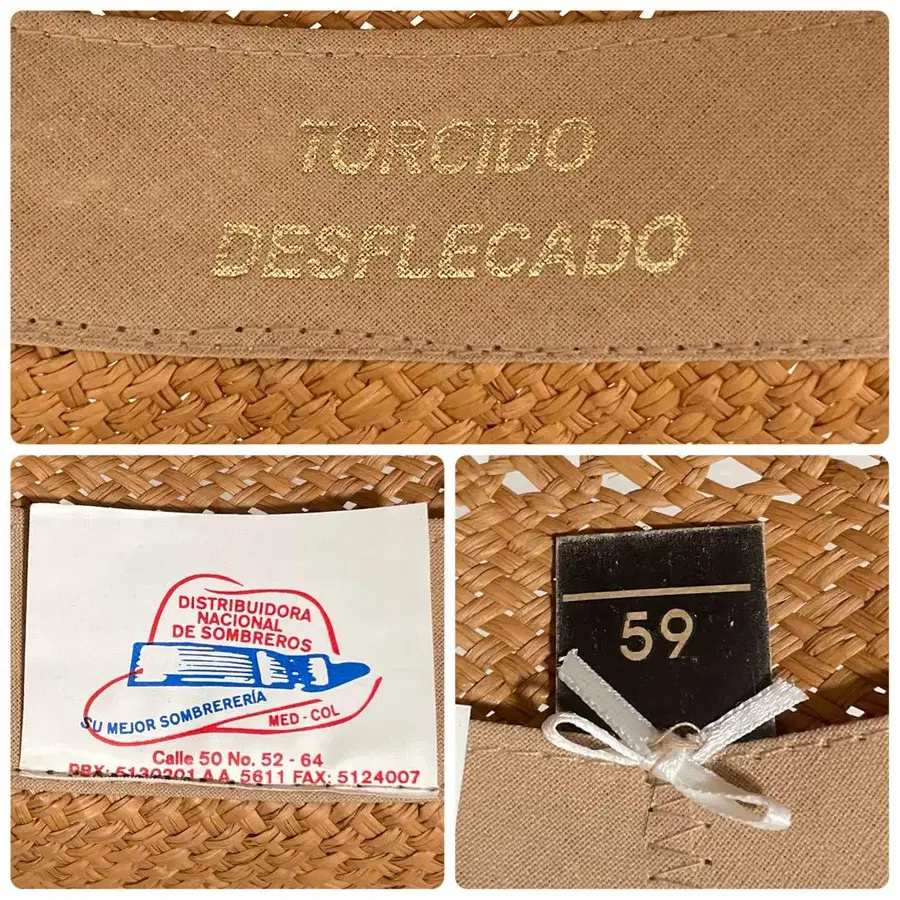 TORCIDO
DESFLECADO
DISTRIBUIDORA
NACIONAL
DE SOMBREROS
SU MEJOR SOMBRERERÍA
MED - COL
Calle 50 No. 52 - 64
PBX: 5130201 A.A. 5611 FAX: 5124007
59